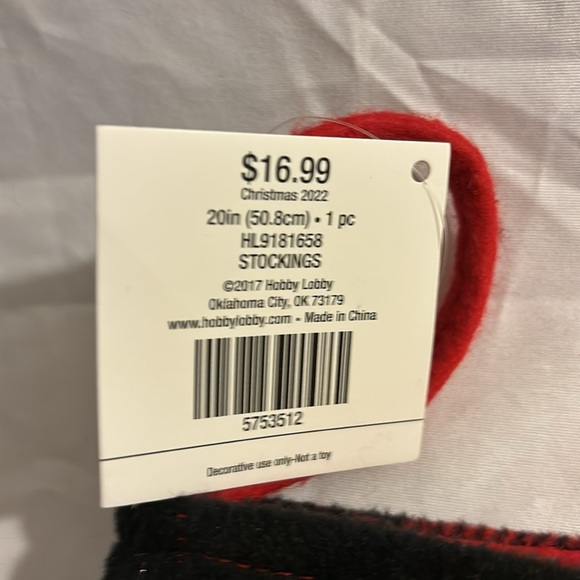 $16.99
Christmas 2022
20in (50.8cm) • 1 pc
HL9181658
STOCKINGS
©2017 Hobby Lobby
Oklahoma City, OK 73179
www.hobbylobby.com • Made in China
5753512
Decorative use only-Not a toy